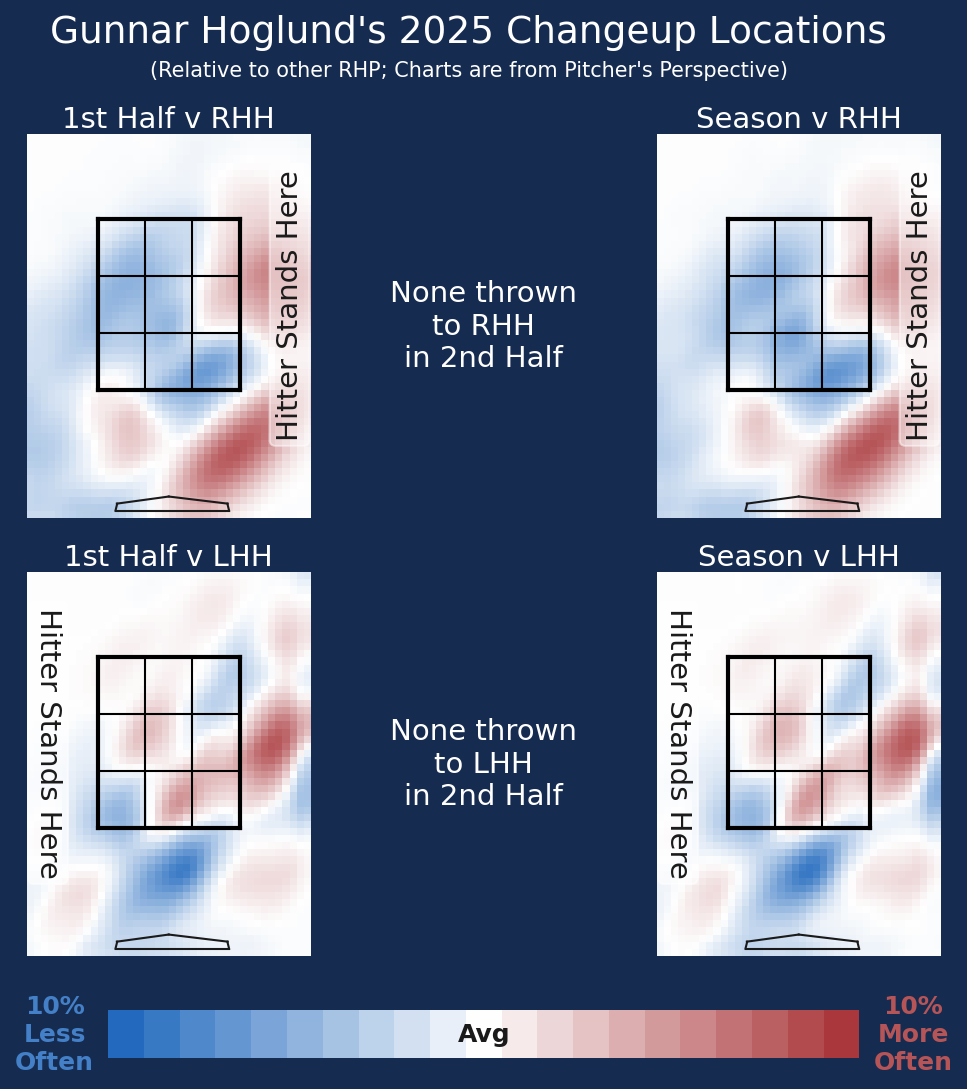 Gunnar Hoglund's 2025 Changeup Locations
(Relative to other RHP; Charts are from Pitcher's Perspective)
1st Half v RHH
Season v RHH
Hitter Stands Here
None thrown
to RHH
in 2nd Half
Hitter Stands Here
1st Half v LHH
Season v LHH
Hitter Stands Here
None thrown
to LHH
in 2nd Half
Hitter Stands Here
10%
Less
Often
Avg
10%
More
Often